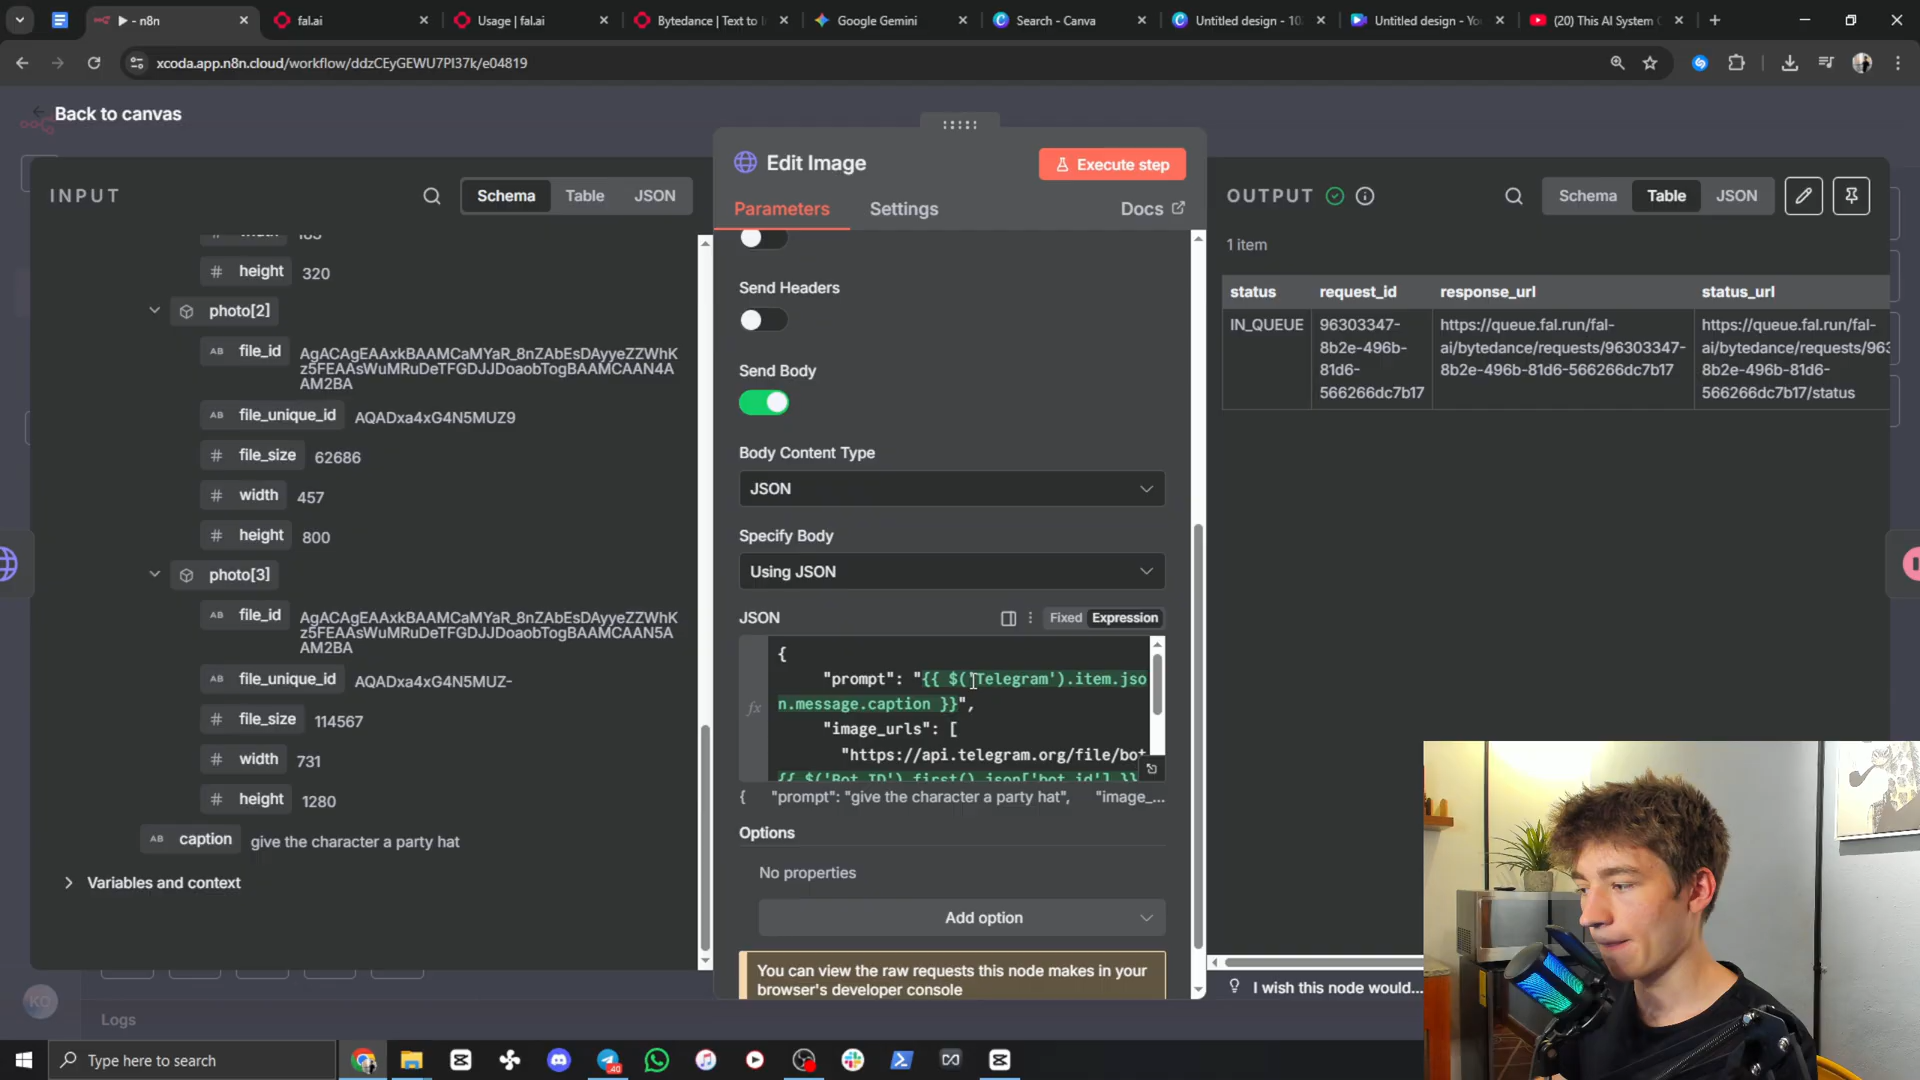 - n8n
fal.ai
Usage | fal.ai
Bytedance | Text to I
Google Gemini
Search - Canva
Untitled design - 10
Untitled design - Yo
(20) This AI System C
xcoda.app.n8n.cloud/workflow/ddzCEyGEWU7Pl37k/e04819
Back to canvas
INPUT
Schema
Table
JSON
height
320
photo[2]
file_id
AgACAgEAAxkBAAMCaMYaR_8nZAbEsDAyyeZZWhK
z5FEAAsWuMRuDeTFGDJJDoaobTogBAAMCAAN4A
AM2BA
file_unique_id
AQADxa4xG4N5MUZ9
file_size
62686
width
457
height
800
photo[3]
file_id
AgACAgEAAxkBAAMCaMYaR_8nZAbEsDAyyeZZWhK
z5FEAAsWuMRuDeTFGDJJDoaobTogBAAMCAAN5A
AM2BA
file_unique_id
AQADxa4xG4N5MUZ-
file_size
114567
width
731
height
1280
caption
give the character a party hat
Variables and context
Edit Image
Execute step
Parameters
Settings
Docs
Send Headers
Send Body
Body Content Type
JSON
Specify Body
Using JSON
JSON
Fixed
Expression
fx
{
"prompt": "{{ $('Telegram').item.jso
n.message.caption }}",
"image_urls": [
"https://api.telegram.org/file/bot
{{ $('Bot ID').first().json['bot_id'] }}
{ "prompt": "give the character a party hat", "image_...
Options
No properties
Add option
You can view the raw requests this node makes in your
browser's developer console
OUTPUT
Schema
Table
JSON
1 item
status
request_id
response_url
status_url
IN_QUEUE
96303347-
8b2e-496b-
81d6-
566266dc7b17
https://queue.fal.run/fal-
ai/bytedance/requests/96303347-
8b2e-496b-81d6-566266dc7b17
https://queue.fal.run/fal-
ai/bytedance/requests/963
8b2e-496b-81d6-
566266dc7b17/status
I wish this node would...
KO
Logs
Type here to search